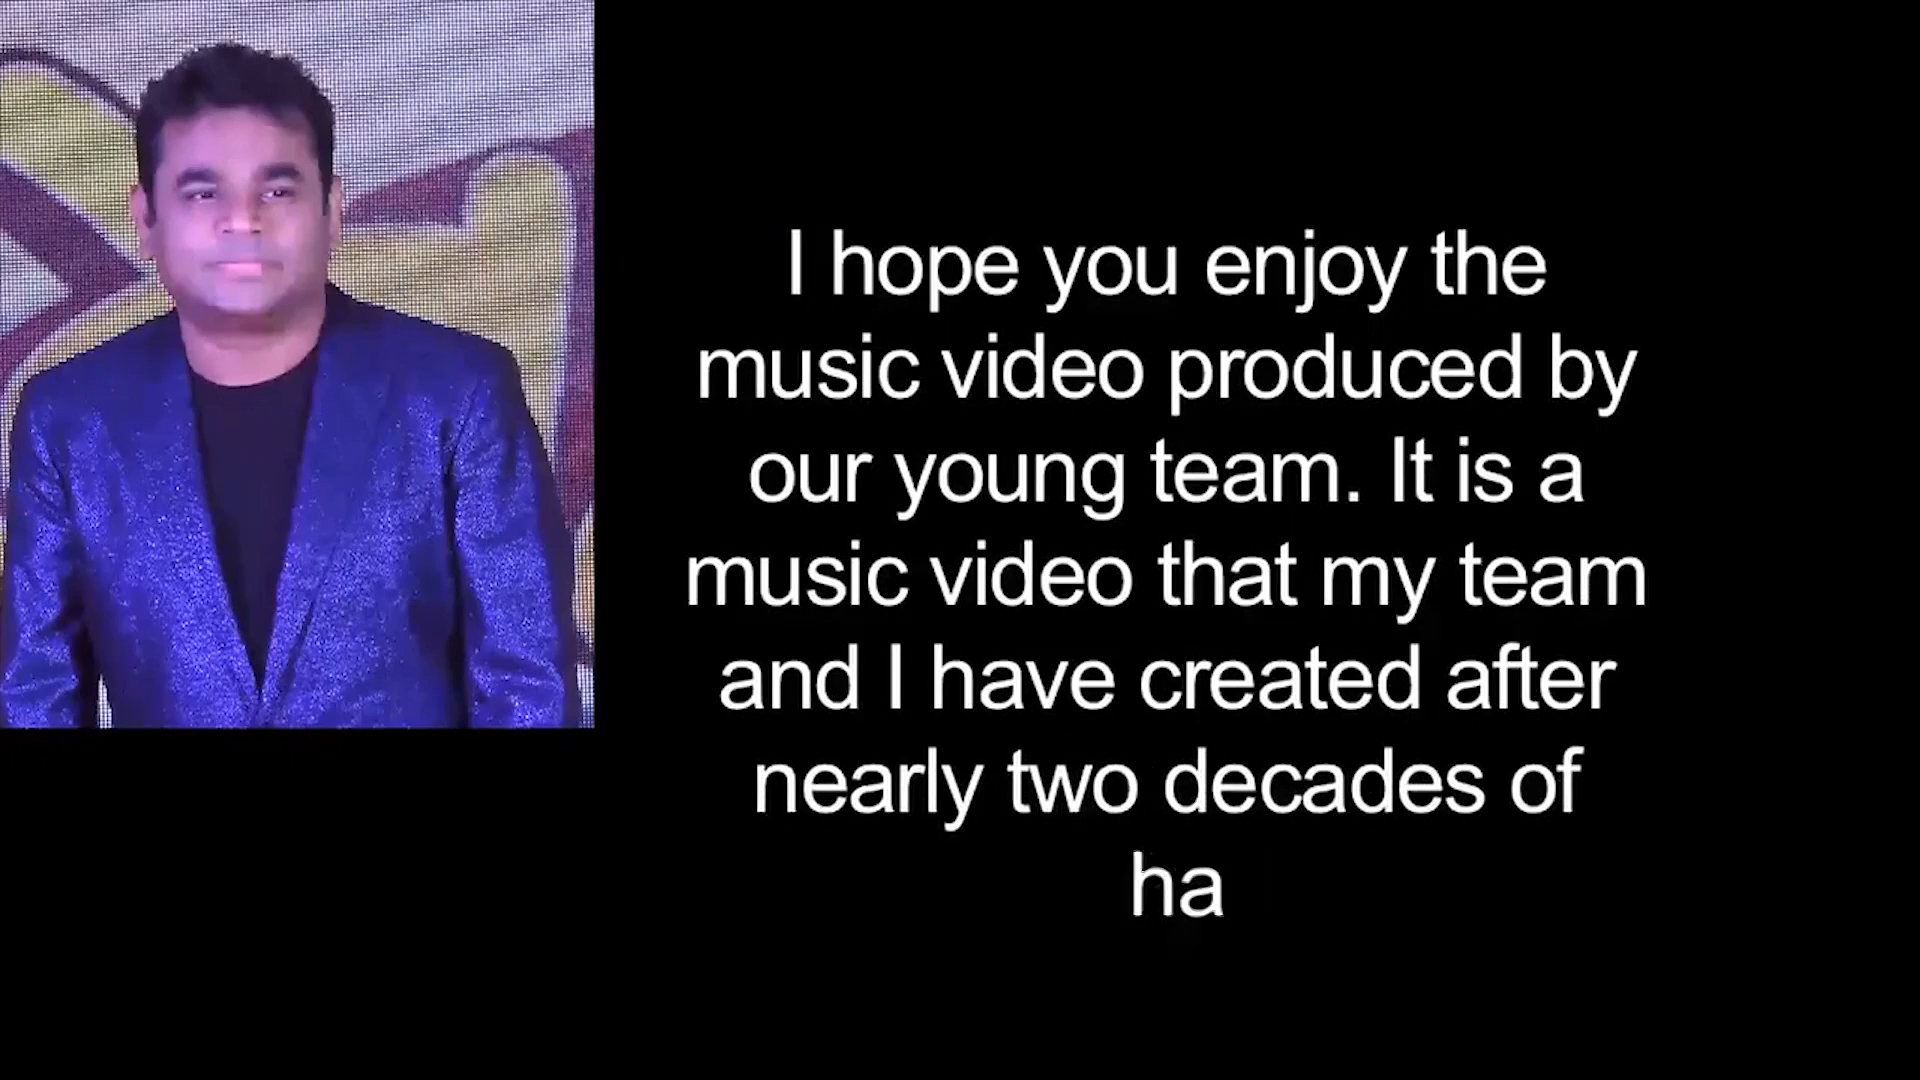 I hope you enjoy the
music video produced by
our young team. It is a
music video that my team
and I have created after
nearly two decades of
ha